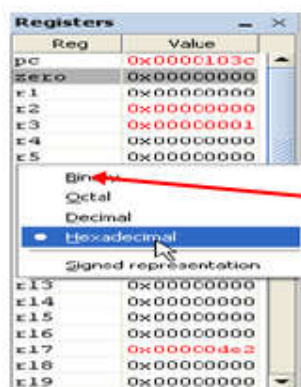 Registers
Reg Value
pc 0x0000103c
zero 0x00000000
r1 0x00000000
r2 0x00000000
r3 0x00000001
r4 0x00000000
r5 0x00000000
Binary
Octal
Decimal
Hexadecimal
Signed representation
r13 0x00000000
r14 0x00000000
r15 0x00000000
r16 0x00000000
r17 0x00000de2
r18 0x00000000
r19 0x00000000